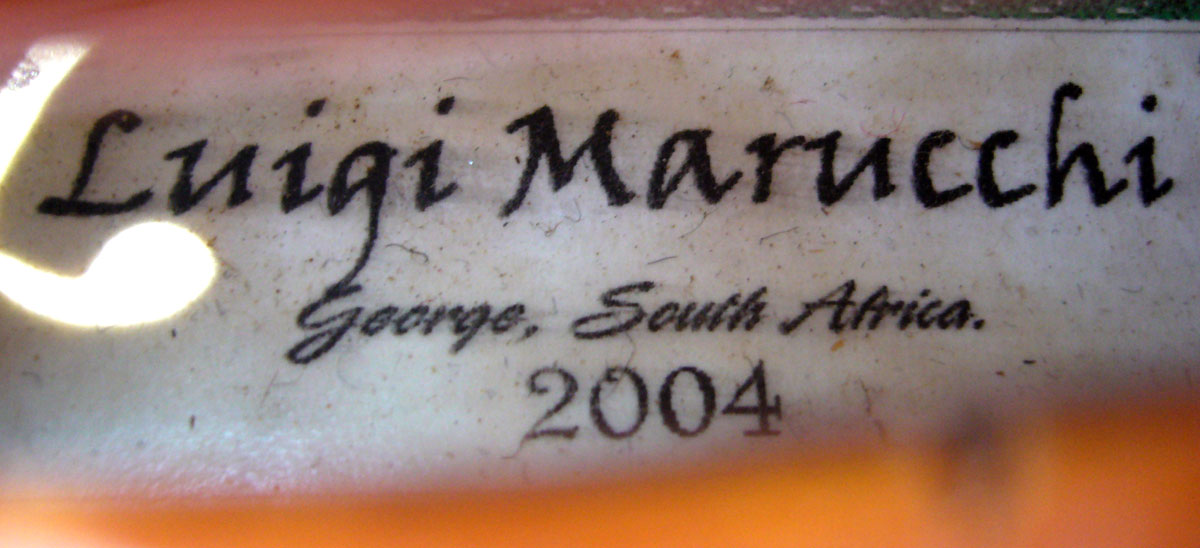 Luigi Marucchi
George, South Africa.
2004